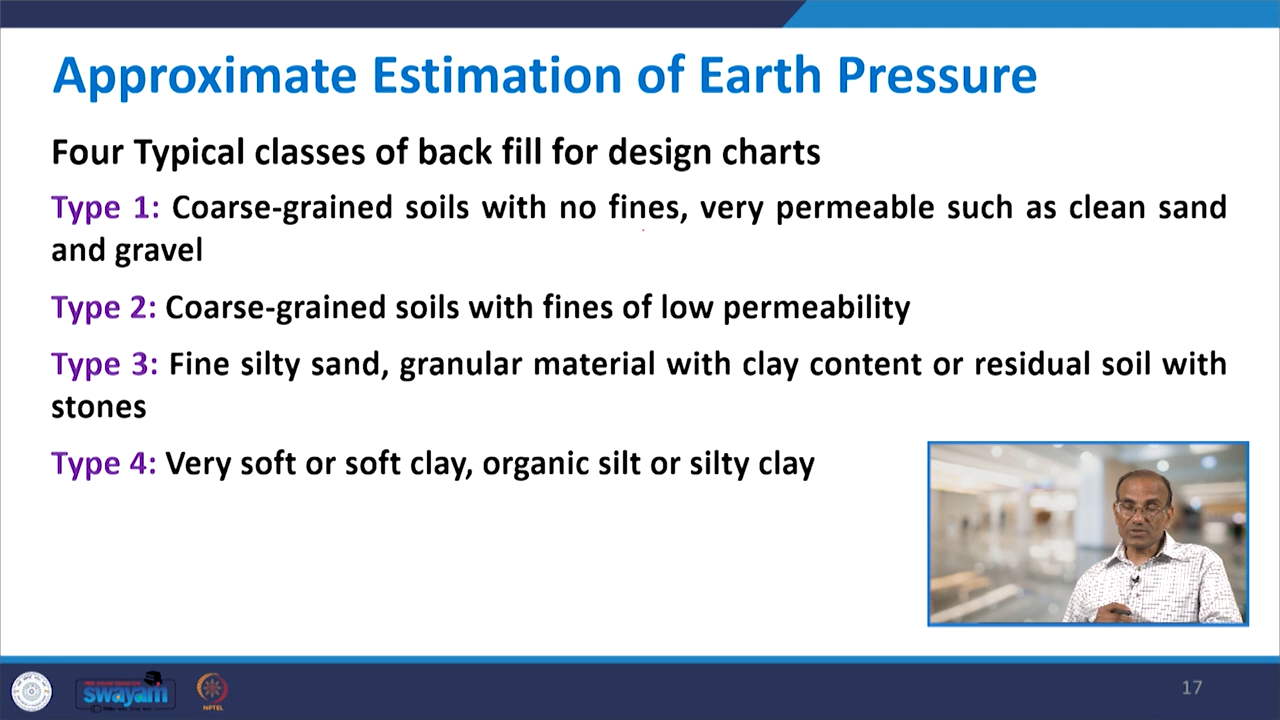 Approximate Estimation of Earth Pressure
Four Typical classes of back fill for design charts
Type 1: Coarse-grained soils with no fines, very permeable such as clean sand
and gravel
Type 2: Coarse-grained soils with fines of low permeability
Type 3: Fine silty sand, granular material with clay content or residual soil with
stones
Type 4: Very soft or soft clay, organic silt or silty clay
swayam
NPTEL
17